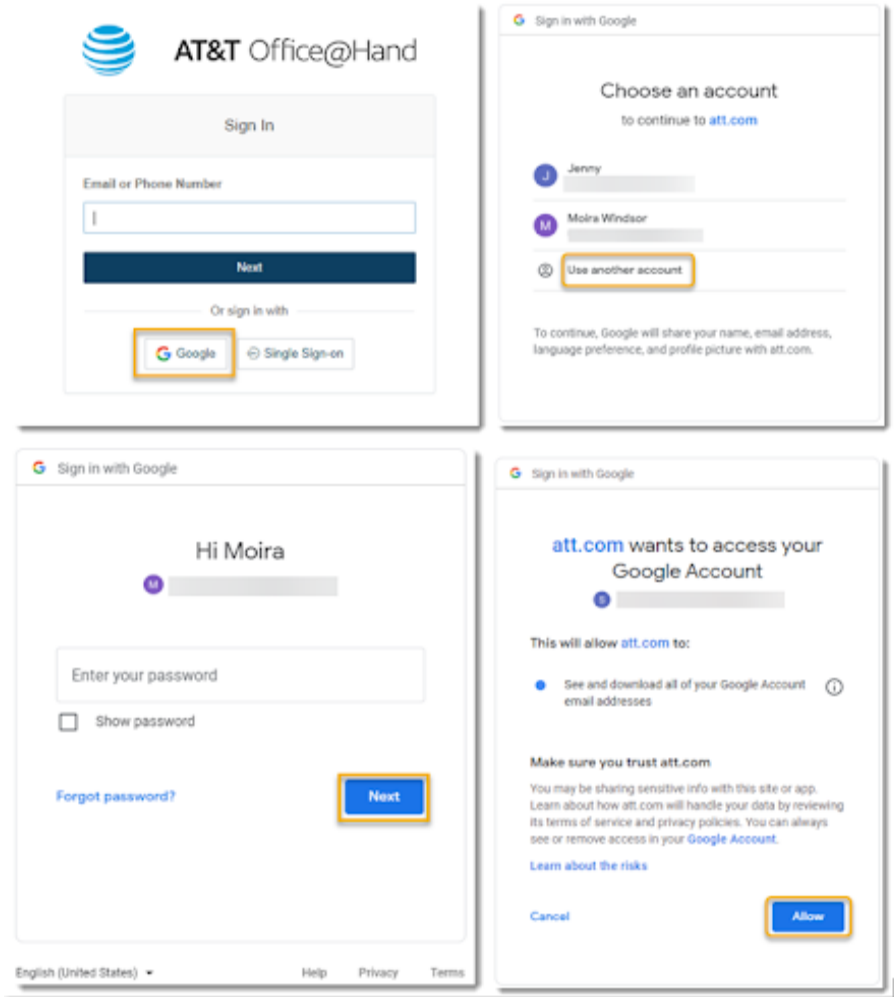 AT&T Office@Hand
Sign In
Email or Phone Number
Next
Or sign in with
Google
Single Sign-on
Sign in with Google
Choose an account
to continue to att.com
J
Jenny
M
Moira Windsor
Use another account
To continue, Google will share your name, email address,
language preference, and profile picture with att.com.
Sign in with Google
Hi Moira
M
Enter your password
Show password
Forgot password?
Next
English (United States)
Help
Privacy
Terms
Sign in with Google
att.com wants to access your
Google Account
S
This will allow att.com to:
See and download all of your Google Account
email addresses
Make sure you trust att.com
You may be sharing sensitive info with this site or app.
Learn about how att.com will handle your data by reviewing
its terms of service and privacy policies. You can always
see or remove access in your Google Account.
Learn about the risks
Cancel
Allow